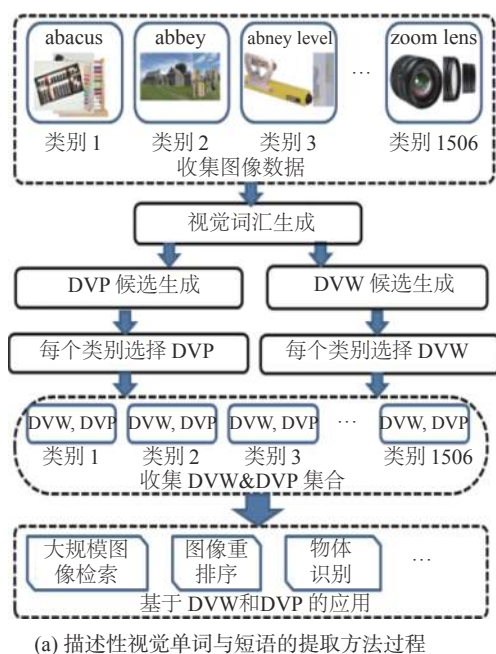 abacus abbey abney level … zoom lens
类别 1 类别 2 类别 3 类别 1506
收集图像数据
视觉词汇生成
DVP 候选生成 DVW 候选生成
每个类别选择 DVP 每个类别选择 DVW
DVW, DVP DVW, DVP DVW, DVP … DVW, DVP
类别 1 类别 2 类别 3 类别 1506
收集 DVW&DVP 集合
大规模图 图像重 物体 …
像检索 排序 识别
基于 DVW和DVP 的应用
(a) 描述性视觉单词与短语的提取方法过程